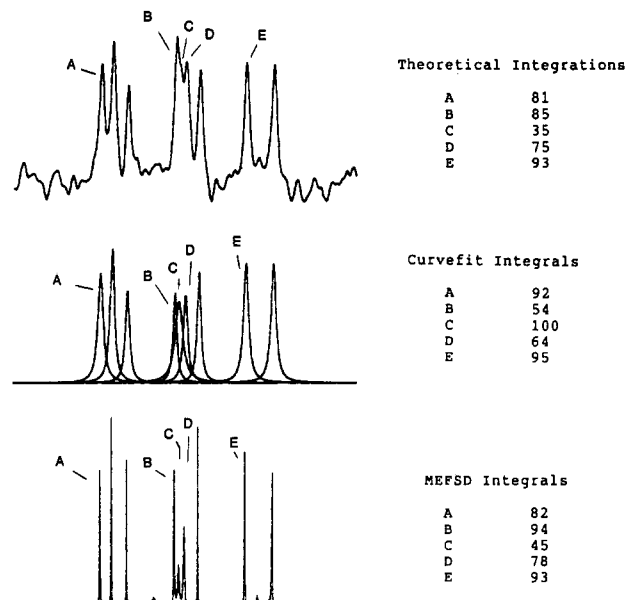 B
C
D
A
E
Theoretical Integrations
A 81
B 85
C 35
D 75
E 93
D
E
C
B
A
Curvefit Integrals
A 92
B 54
C 100
D 64
E 95
D
C
E
B
A
MEFSD Integrals
A 82
B 94
C 45
D 78
E 93